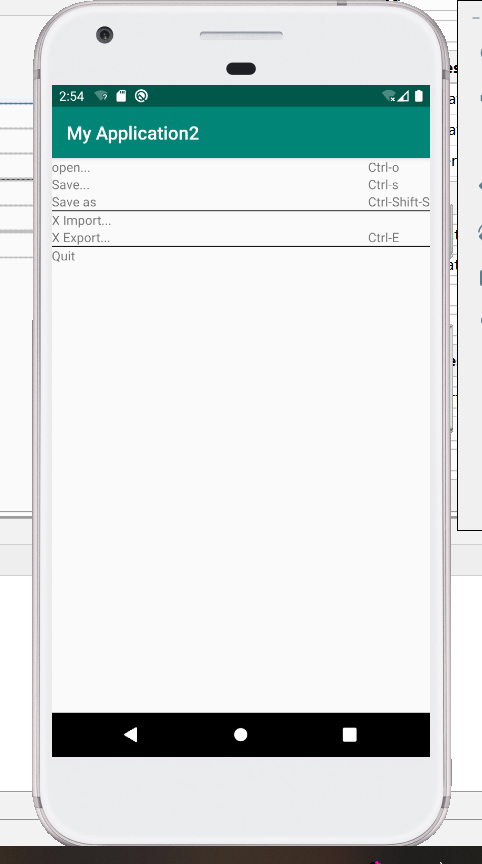 2:54
My Application2
open... Ctrl-o
Save... Ctrl-s
Save as Ctrl-Shift-S
X Import...
X Export... Ctrl-E
Quit